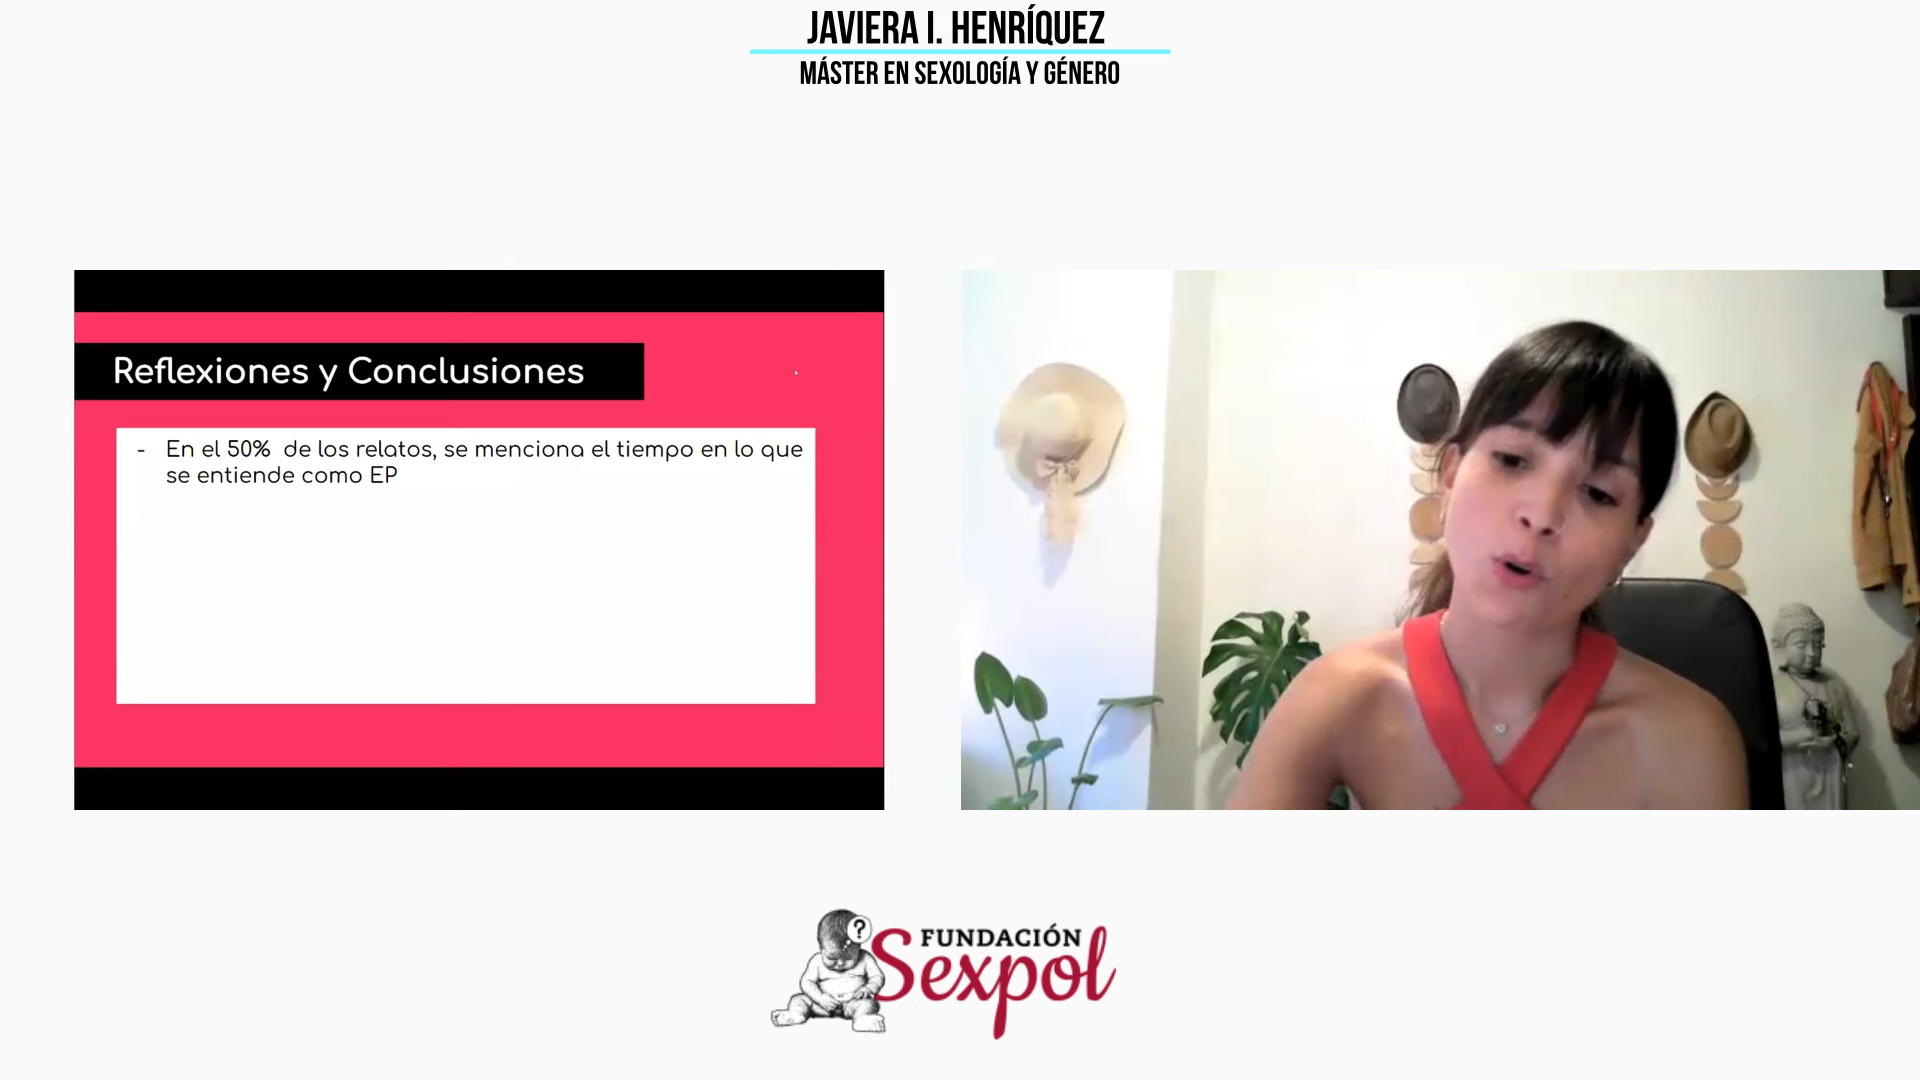 JAVIERA I. HENRÍQUEZ
MÁSTER EN SEXOLOGÍA Y GÉNERO
Reflexiones y Conclusiones
- En el 50% de los relatos, se menciona el tiempo en lo que
se entiende como EP
?
FUNDACIÓN
Sexpol